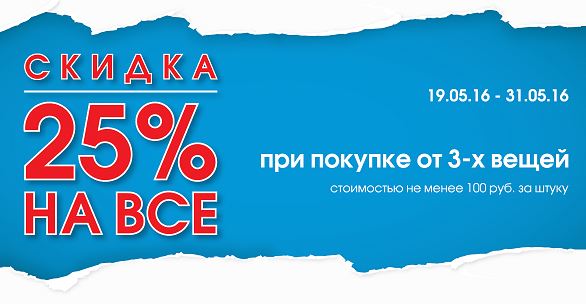 СКИДКА
25%
НА ВСЕ
19.05.16 - 31.05.16
при покупке от 3-х вещей
стоимостью не менее 100 руб. за штуку